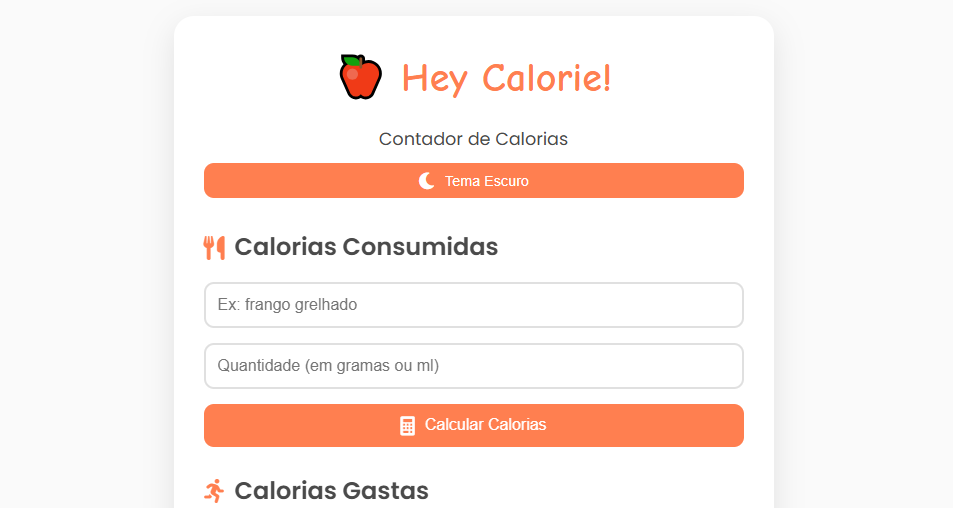 Hey Calorie!
Contador de Calorias
Tema Escuro
Calorias Consumidas
Ex: frango grelhado
Quantidade (em gramas ou ml)
Calcular Calorias
Calorias Gastas